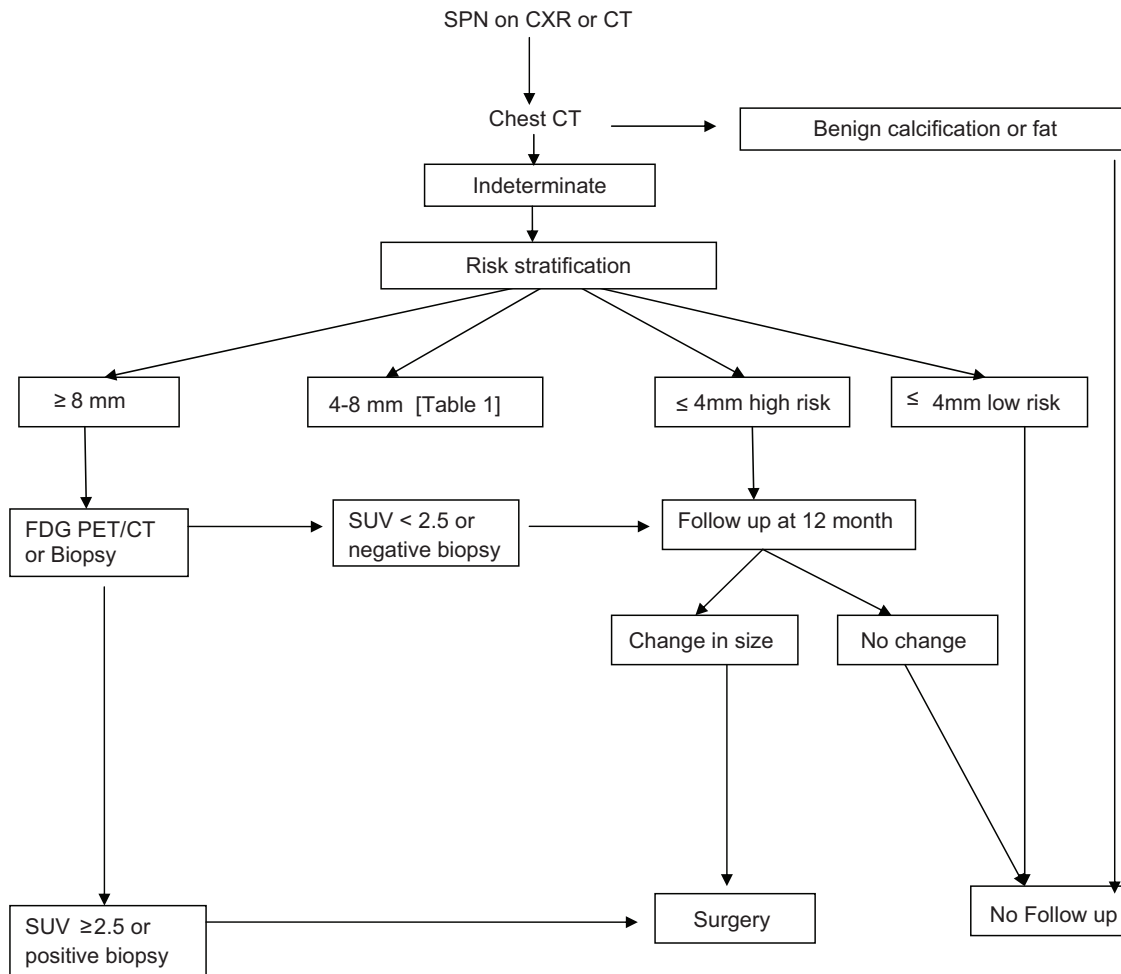 SPN on CXR or CT
Chest CT
Benign calcification or fat
Indeterminate
Risk stratification
≥ 8 mm
4-8 mm [Table 1]
≤ 4mm high risk
≤ 4mm low risk
FDG PET/CT
or Biopsy
SUV < 2.5 or
negative biopsy
Follow up at 12 month
Change in size
No change
SUV ≥2.5 or
positive biopsy
Surgery
No Follow up